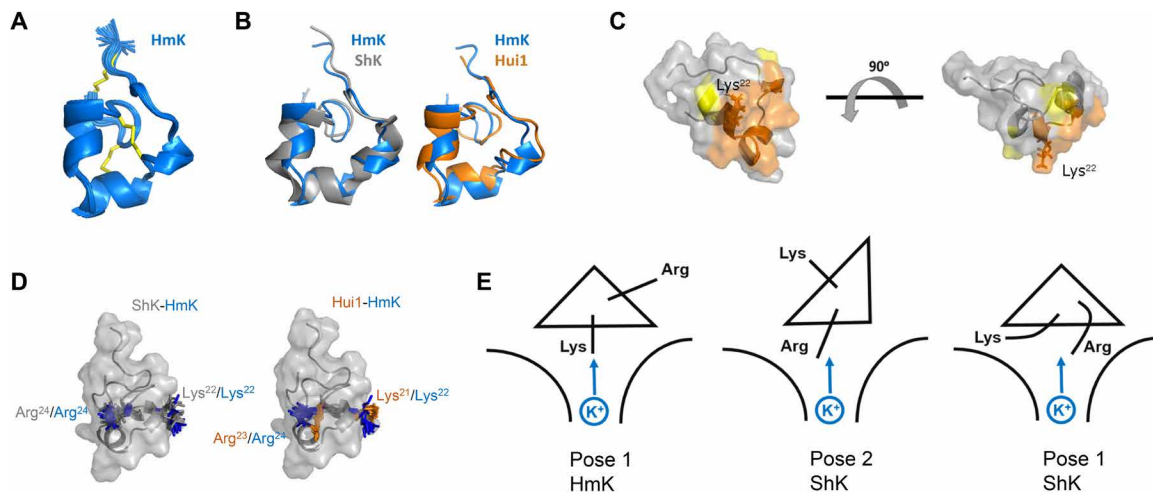 A
HmK
B
HmK
ShK
HmK
Hui1
C
Lys²²
90º
Lys²²
D
ShK-HmK
Lys²²/Lys²²
Arg²⁴/Arg²⁴
Hui1-HmK
Lys²¹/Lys²²
Arg²³/Arg²⁴
E
Arg
Lys
K⁺
Pose 1
HmK
Lys
Arg
K⁺
Pose 2
ShK
Lys
Arg
K⁺
Pose 1
ShK